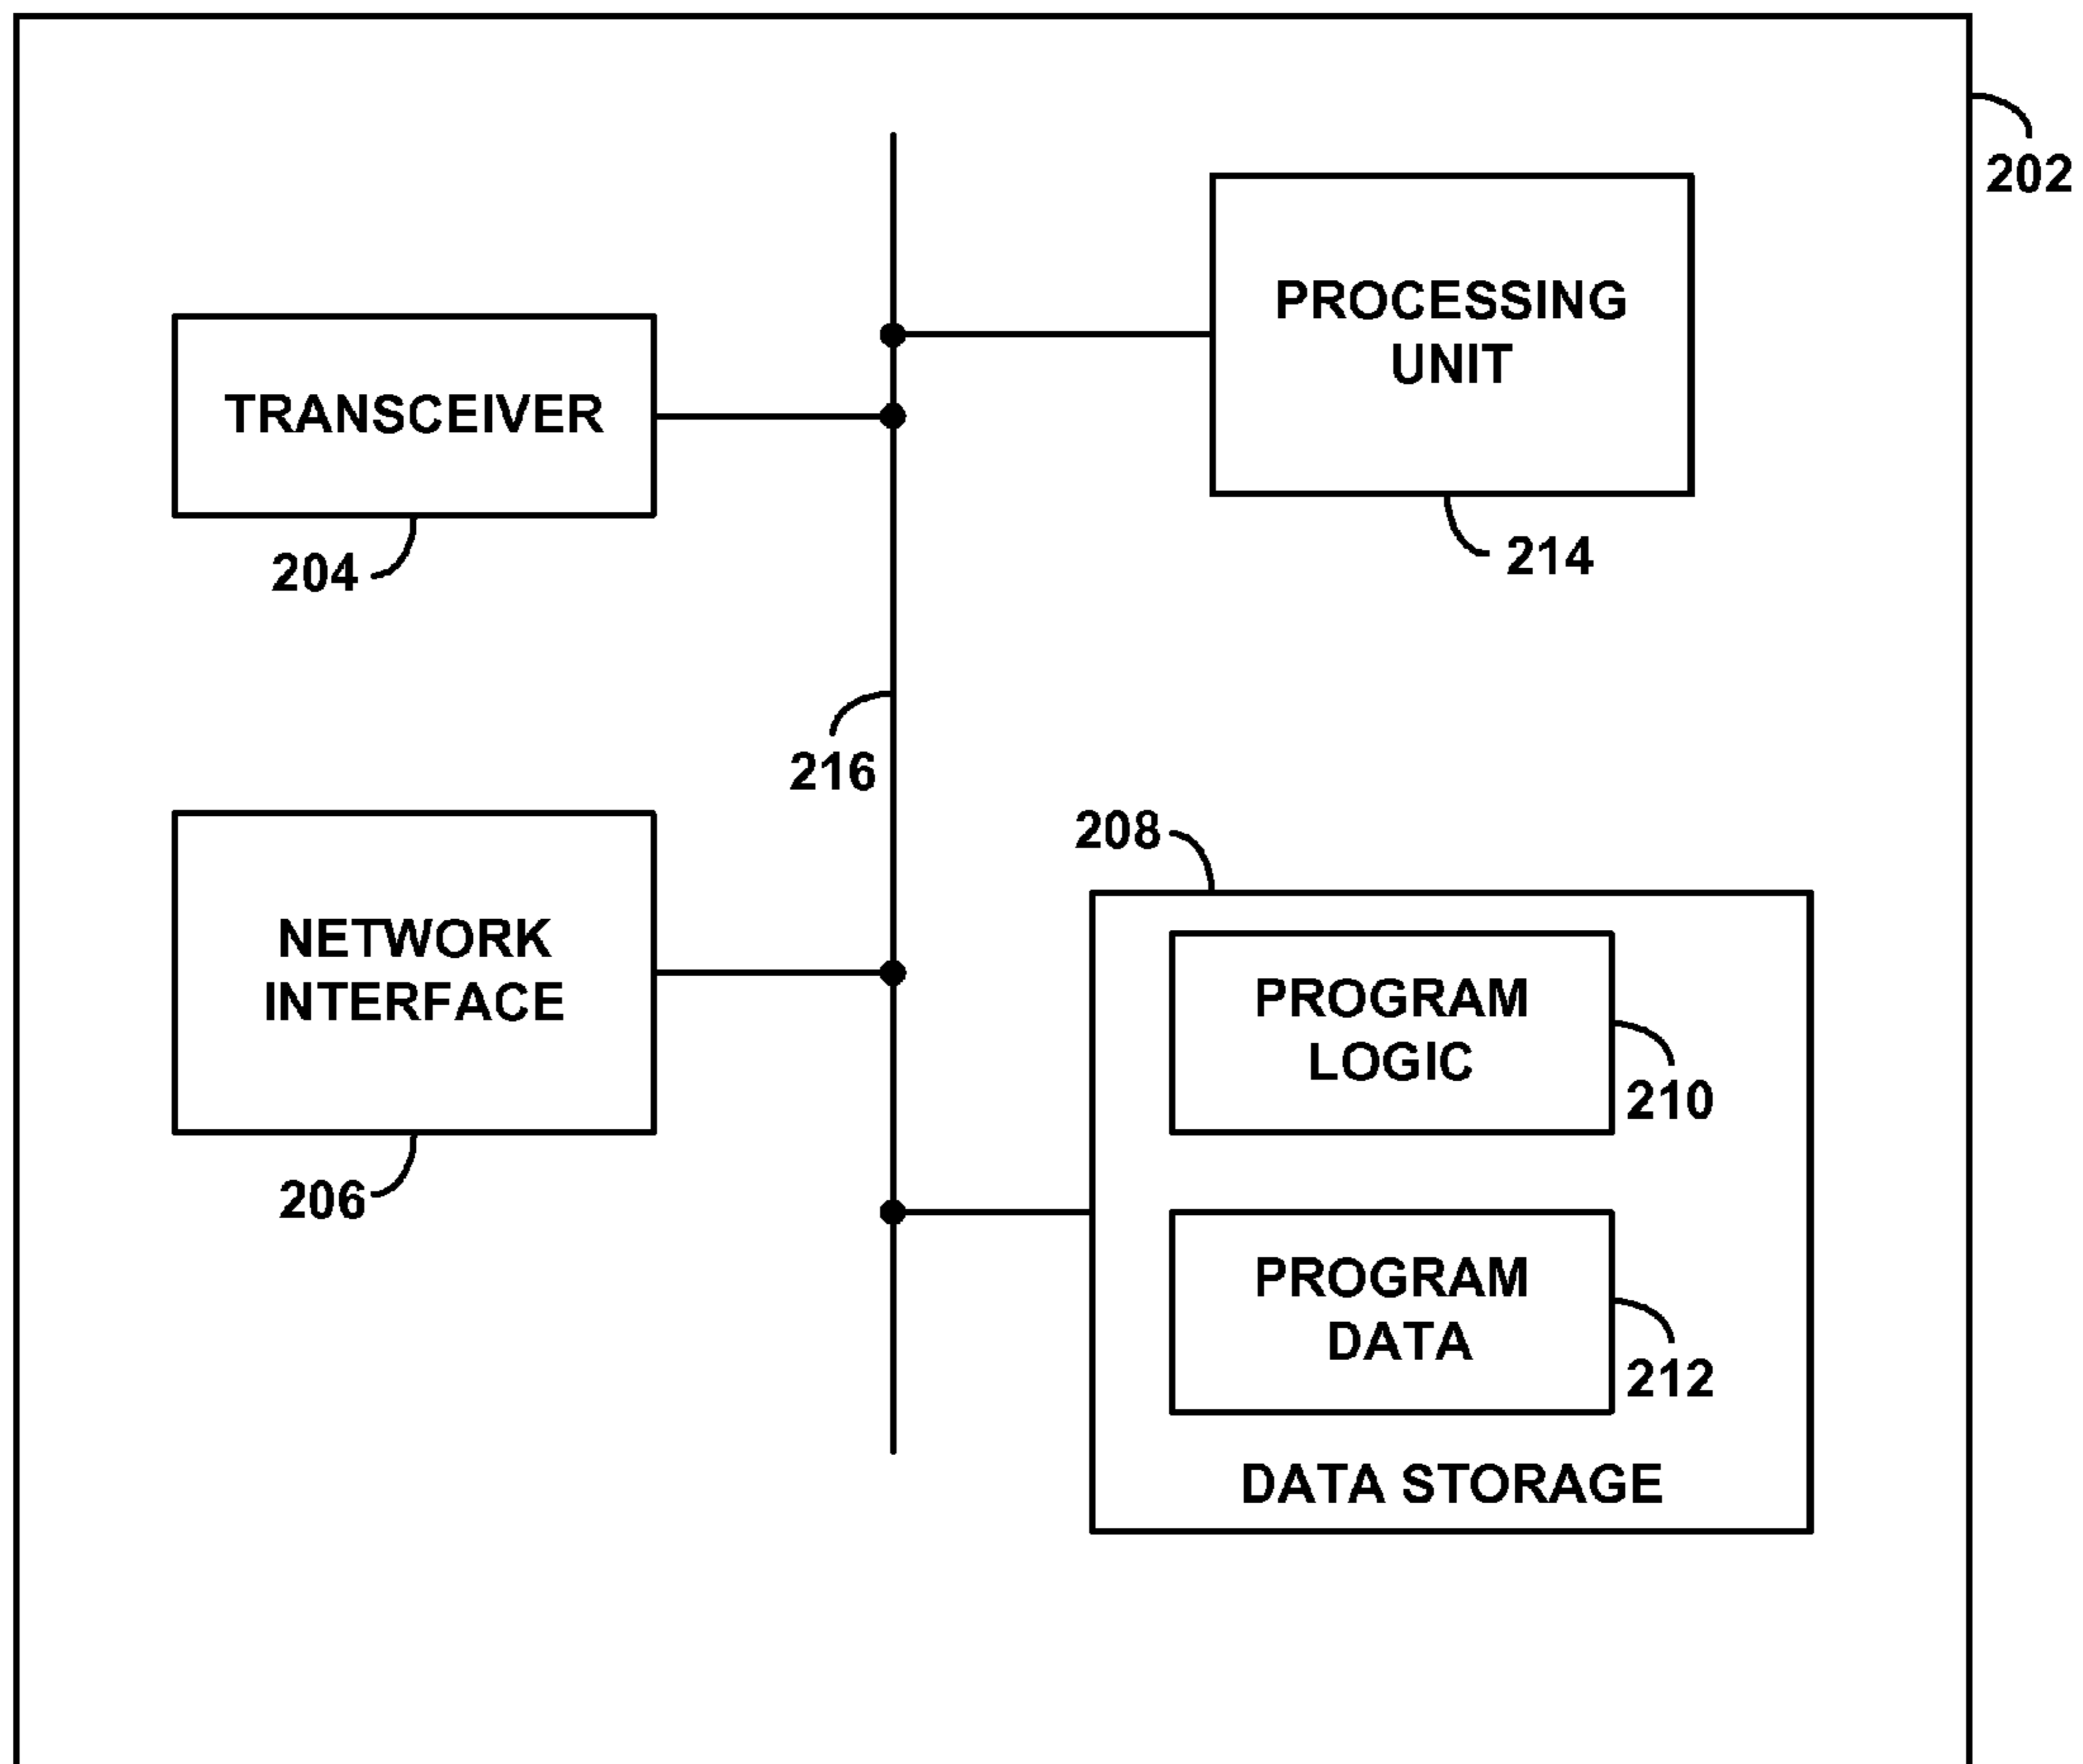 202
PROCESSING
UNIT
214
TRANSCEIVER
204
216
208
NETWORK
INTERFACE
206
PROGRAM
LOGIC
210
PROGRAM
DATA
212
DATA STORAGE